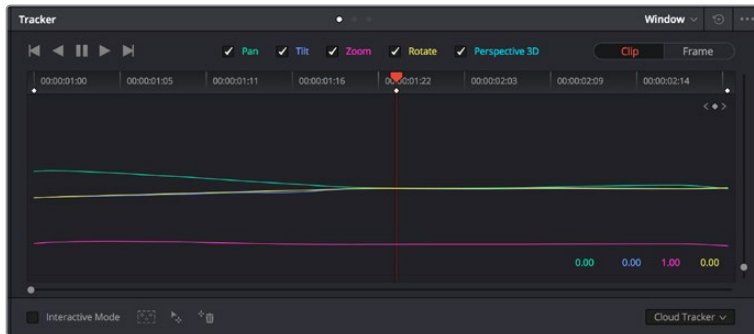 Tracker Window
Pan Tilt Zoom Rotate Perspective 3D Clip Frame
00:00:01:00 00:00:01:05 00:00:01:11 00:00:01:16 00:00:01:22 00:00:02:03 00:00:02:09 00:00:02:14
0.00 0.00 1.00 0.00
Interactive Mode Cloud Tracker